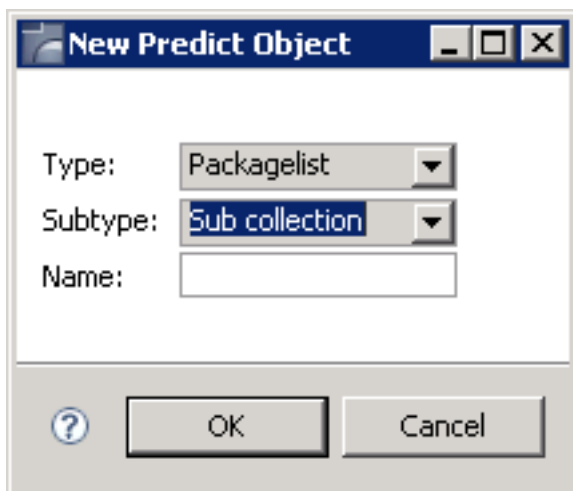 New Predict Object
Type: Packagelist
Subtype: Sub collection
Name:
? OK Cancel